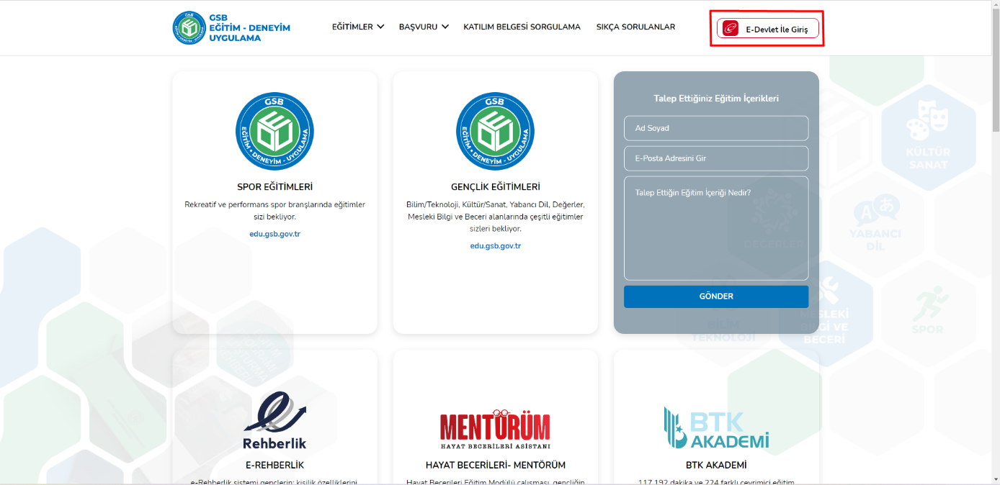 GSB
EĞİTİM - DENEYİM
UYGULAMA
EĞİTİMLER
BAŞVURU
KATILIM BELGESİ SORGULAMA
SIKÇA SORULANLAR
E-Devlet İle Giriş
GSB
EĞİTİM • DENEYİM - UYGULAMA
SPOR EĞİTİMLERİ
Rekreatif ve performans spor branşlarında eğitimler
sizi bekliyor.
edu.gsb.gov.tr
GSB
EĞİTİM • DENEYİM - UYGULAMA
GENÇLİK EĞİTİMLERİ
Bilim/Teknoloji, Kültür/Sanat, Yabancı Dil, Değerler,
Mesleki Bilgi ve Beceri alanlarında çeşitli eğitimler
sizleri bekliyor.
edu.gsb.gov.tr
Talep Ettiğiniz Eğitim İçerikleri
Ad Soyad
E-Posta Adresini Gir
Talep Ettiğin Eğitim İçeriği Nedir?
GÖNDER
KÜLTÜR
SANAT
YABANCI
DİL
DEĞERLER
MESLEKİ
BİLGİ VE
BECERİ
BİLİM
TEKNOLOJİ
SPOR
Rehberlik
E-REHBERLİK
e-Rehberlik sistemi gençlerin; kişilik özelliklerini
MENTÖRÜM
HAYAT BECERİLERİ ASİSTANI
HAYAT BECERİLERİ- MENTÖRÜM
Hayat Becerileri Eğitim Modülü çalışması, gençliğin
BTK
AKADEMİ
BTK AKADEMİ
117.192 dakika ve 224 farklı çevrimiçi eğitim